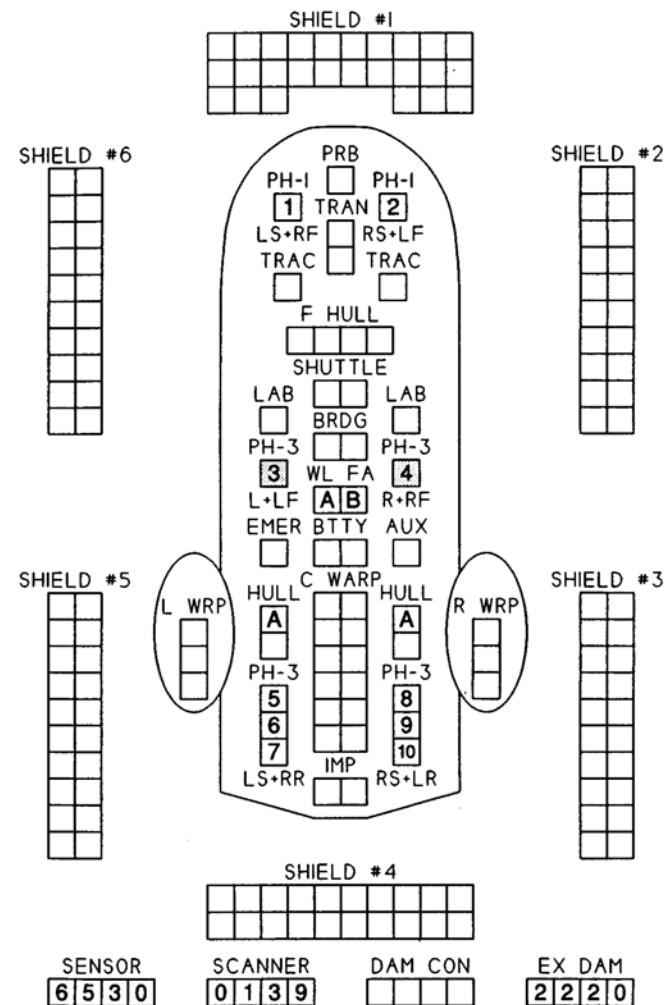 SHIELD #1
SHIELD #6
SHIELD #2
PRB
PH-1 PH-1
1 TRAN 2
LS+RF RS+LF
TRAC TRAC
F HULL
SHUTTLE
LAB LAB
BRDG
PH-3 PH-3
3 WL FA 4
L+LF A B R+RF
EMER BTTY AUX
SHIELD #5 C WARP SHIELD #3
L WRP HULL HULL R WRP
A A
PH-3 PH-3
5 8
6 9
7 10
LS+RR IMP RS+LR
SHIELD #4
SENSOR SCANNER DAM CON EX DAM
6 5 3 0 0 1 3 9 2 2 2 0